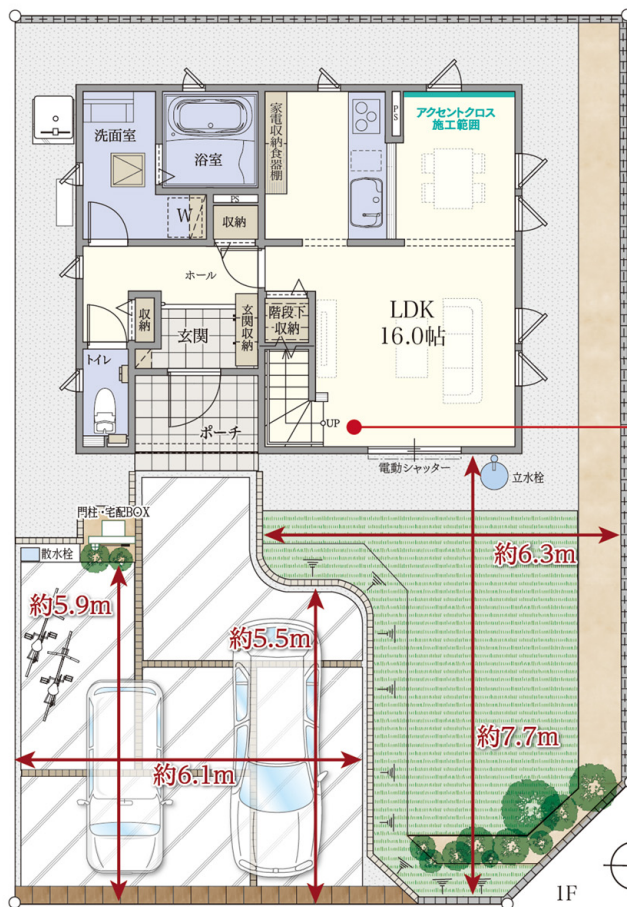 洗面室
浴室
家電収納
食器棚
PS
アクセントクロス
施工範囲
W
PS
収納
ホール
収納
玄関
玄関収納
階段下
収納
LDK
16.0帖
トイレ
ポーチ
UP
電動シャッター
立水栓
門柱・宅配BOX
散水栓
約6.3m
約5.9m
約5.5m
約7.7m
約6.1m
1F